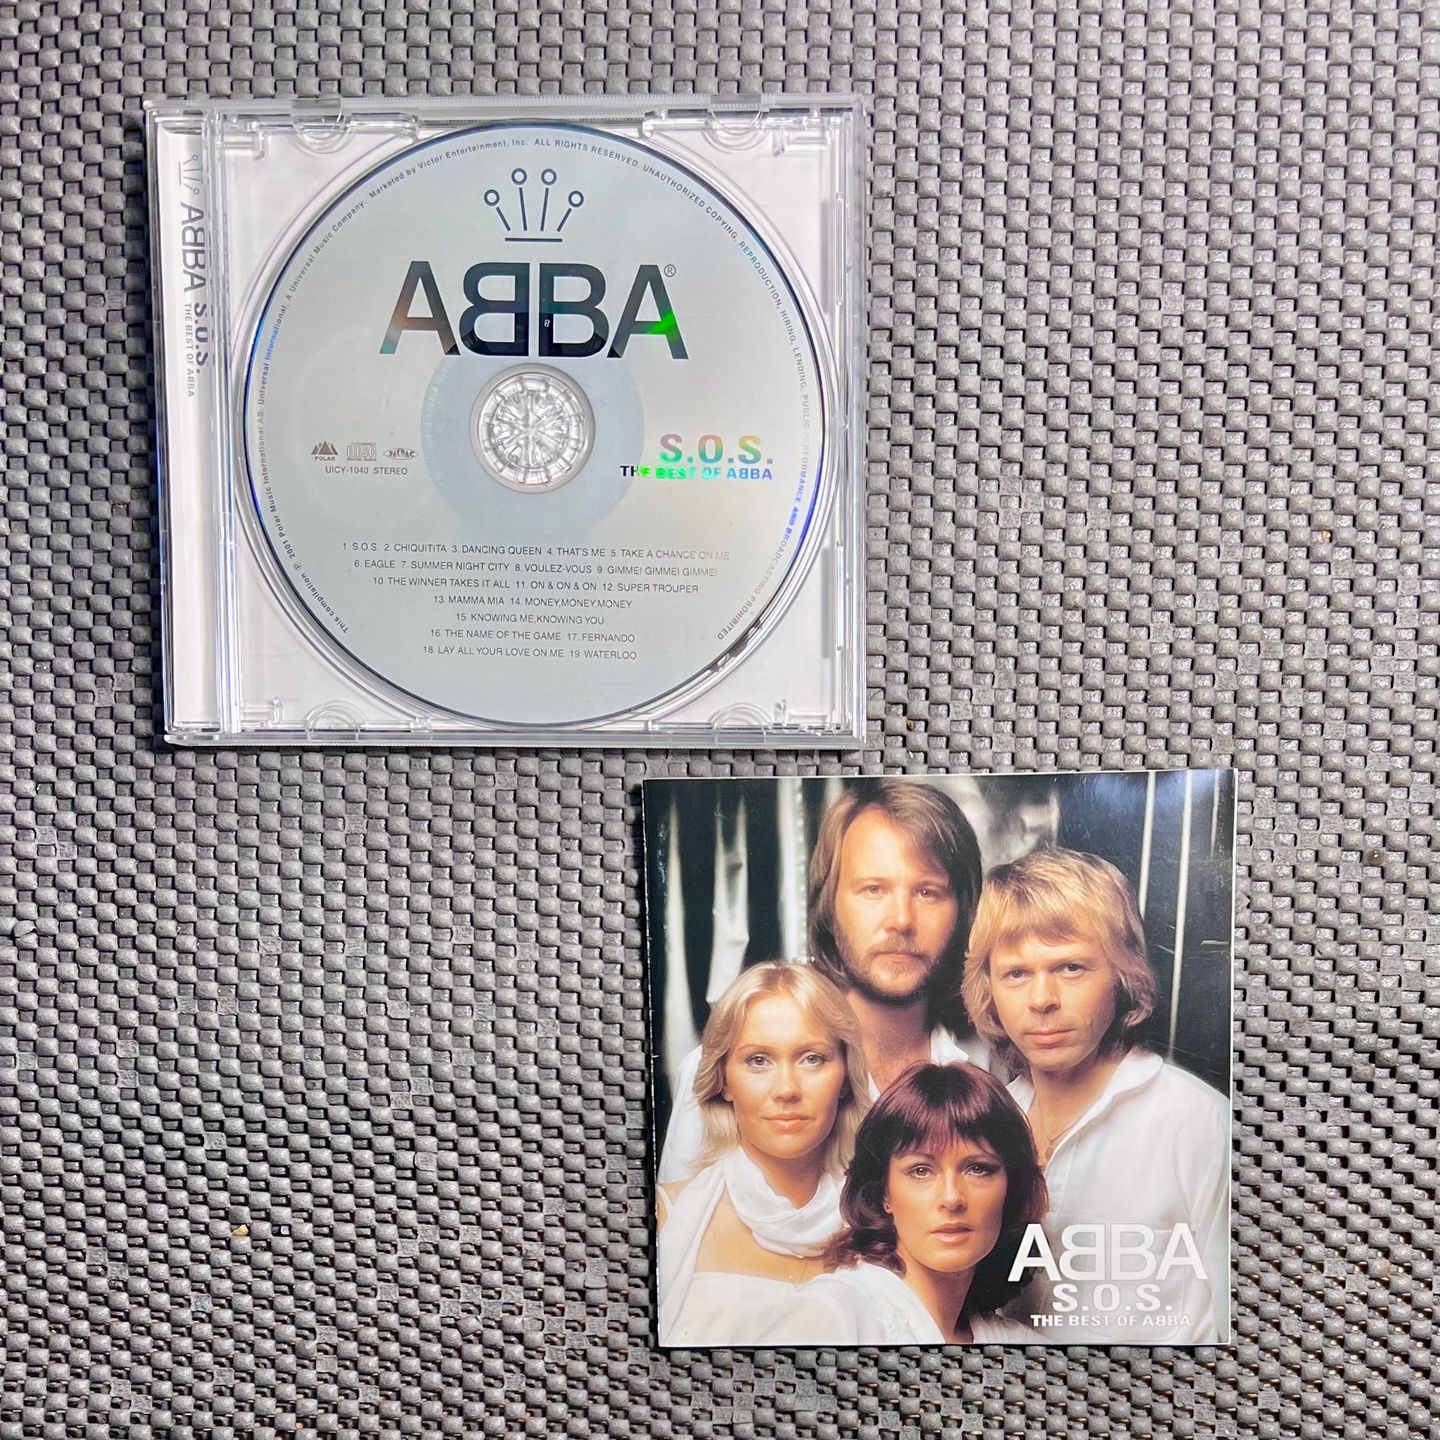 ABBA S.O.S.
THE BEST OF ABBA
This compilation ℗ 2001 Polar Music International AB. Universal International, A Universal Music Company. Marketed by Victor Entertainment, Inc. ALL RIGHTS RESERVED. UNAUTHORIZED COPYING, REPRODUCTION, HIRING, LENDING, PUBLIC PERFORMANCE AND BROADCASTING PROHIBITED.
ABBA®
S.O.S.
THE BEST OF ABBA
POLAR
disc
DIGITAL AUDIO
JASRAC
UICY-1040 STEREO
1. S.O.S. 2. CHIQUITITA 3. DANCING QUEEN 4. THAT'S ME 5. TAKE A CHANCE ON ME
6. EAGLE 7. SUMMER NIGHT CITY 8. VOULEZ-VOUS 9. GIMME! GIMME! GIMME!
10. THE WINNER TAKES IT ALL 11. ON & ON & ON 12. SUPER TROUPER
13. MAMMA MIA 14. MONEY,MONEY,MONEY
15. KNOWING ME,KNOWING YOU
16. THE NAME OF THE GAME 17. FERNANDO
18. LAY ALL YOUR LOVE ON ME 19. WATERLOO
ABBA
S.O.S.
THE BEST OF ABBA